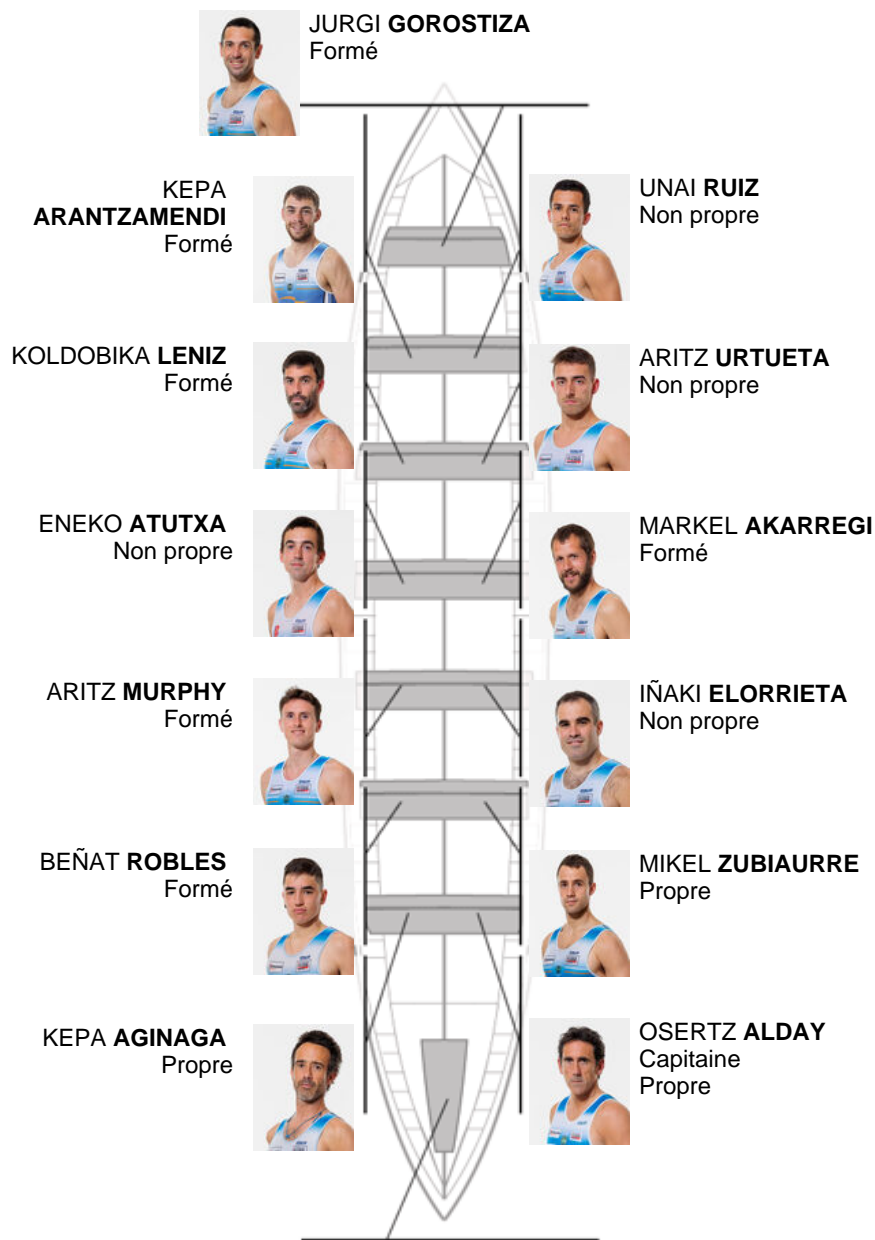 JURGI GOROSTIZA
Formé
KEPA
ARANTZAMENDI
Formé
UNAI RUIZ
Non propre
KOLDOBIKA LENIZ
Formé
ARITZ URTUETA
Non propre
ENEKO ATUTXA
Non propre
MARKEL AKARREGI
Formé
ARITZ MURPHY
Formé
IÑAKI ELORRIETA
Non propre
BEÑAT ROBLES
Formé
MIKEL ZUBIAURRE
Propre
KEPA AGINAGA
Propre
OSERTZ ALDAY
Capitaine
Propre